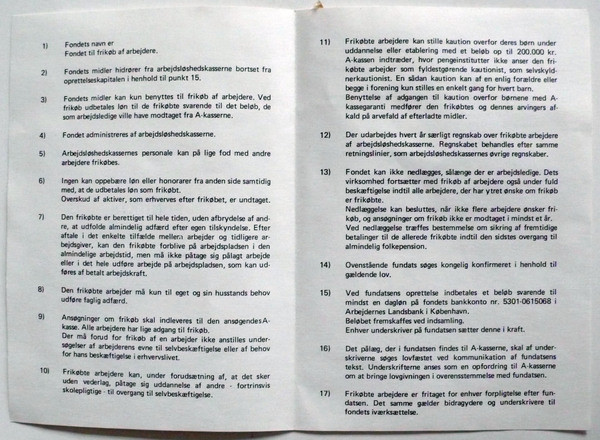 1) Fondets navn er
Fondet til frikøb af arbejdere.
2) Fondets midler hidrører fra arbejdsløshedskasserne bortset fra
oprettelseskapitalen i henhold til punkt 15.
3) Fondets midler kan kun benyttes til frikøb af arbejdere. Ved
frikøb udbetales løn til de frikøbte svarende til det beløb, de
som arbejdsledige ville have modtaget fra A-kasserne.
4) Fondet administreres af arbejdsløshedskasserne.
5) Arbejdsløshedskassernes personale kan på lige fod med andre
arbejdere frikøbes.
6) Ingen kan oppebære løn eller honorarer fra anden side samtidig
med, at de udbetales løn som frikøbt.
Overskud af aktiver, som erhverves efter frikøbet, er undtaget.
7) Den frikøbte er berettiget til hele tiden, uden afbrydelse af and-
re, at udfolde almindelig adfærd efter egen tilskyndelse. Efter
aftale i det enkelte tilfælde mellem arbejder og tidligere ar-
bejdsgiver, kan den frikøbte forblive på arbejdspladsen i den
almindelige arbejdstid, men må ikke påtage sig pålagt arbejde
eller i det hele udføre arbejde på arbejdspladsen, som kan ud-
føres af betalt arbejdskraft.
8) Den frikøbte arbejder må kun til eget og sin husstands behov
udføre faglig adfærd.
9) Ansøgninger om frikøb skal indleveres til den ansøgendes A-
kasse. Alle arbejdere har lige adgang til frikøb.
Der må forud for frikøb af en arbejder ikke anstilles under-
søgelser af arbejderens evne til selvbeskæftigelse eller af behov
for hans beskæftigelse i erhvervslivet.
10) Frikøbte arbejdere kan, under forudsætning af, at det sker
uden vederlag, påtage sig uddannelse af andre - fortrinsvis
skolepligtige - til overgang til selvbeskæftigelse.
11) Frikøbte arbejdere kan stille kaution overfor deres børn under
uddannelse eller etablering med et beløb op til 200.000 kr.
A-kassen indtræder, hvor pengeinstitutter ikke anser den fri-
købte arbejder som fyldestgørende kautionist, som selvskyld-
nerkautionist. En sådan kaution kan af en enlig forældre eller
begge i forening kun stilles en enkelt gang for hvert barn.
Benyttelse af adgangen til kaution overfor børnene med A-
kassegaranti medfører den frikøbtes og dennes arvingers af-
kald på arvefald af efterladte midler.
12) Der udarbejdes hvert år særligt regnskab over frikøbte arbejdere
af arbejdsløshedskasserne. Regnskabet behandles efter samme
retningslinier, som arbejdsløshedskassernes øvrige regnskaber.
13) Fondet kan ikke nedlægges, sålænge der er arbejdsledige. Dets
virksomhed fortsætter med frikøb af arbejdere også under fuld
beskæftigelse indtil alle arbejdere, der har ytret ønske om frikøb
er frikøbte.
Nedlæggelse kan besluttes, når ikke flere arbejdere ønsker fri-
køb, og ansøgninger om frikøb ikke er modtaget i mindst et år.
Ved nedlæggelse træffes bestemmelse om sikring af fremtidige
betalinger til de allerede frikøbte indtil den sidstes overgang til
almindelig folkepension.
14) Ovenstående fundats søges kongelig konfirmeret i henhold til
gældende lov.
15) Ved fundatsens oprettelse indbetales et beløb svarende til
mindst en dagløn på fondets bankkonto nr. 5301-0615068 i
Arbejdernes Landsbank i København.
Beløbet fremskaffes ved indsamling.
Enhver underskriver på fundatsen sætter denne i kraft.
16) Det pålæg, der i fundatsen findes til A-kasserne, skal af under-
skriverne søges lovfæstet ved kommunikation af fundatsens
tekst. Underskrifterne anses som en opfordring til A-kasserne
om at bringe lovgivningen i overensstemmelse med fundatsen.
17) Frikøbte arbejdere er fritaget for enhver forpligtelse efter fun-
datsen. Det samme gælder bidragydere og underskrivere til
fondets iværksættelse.